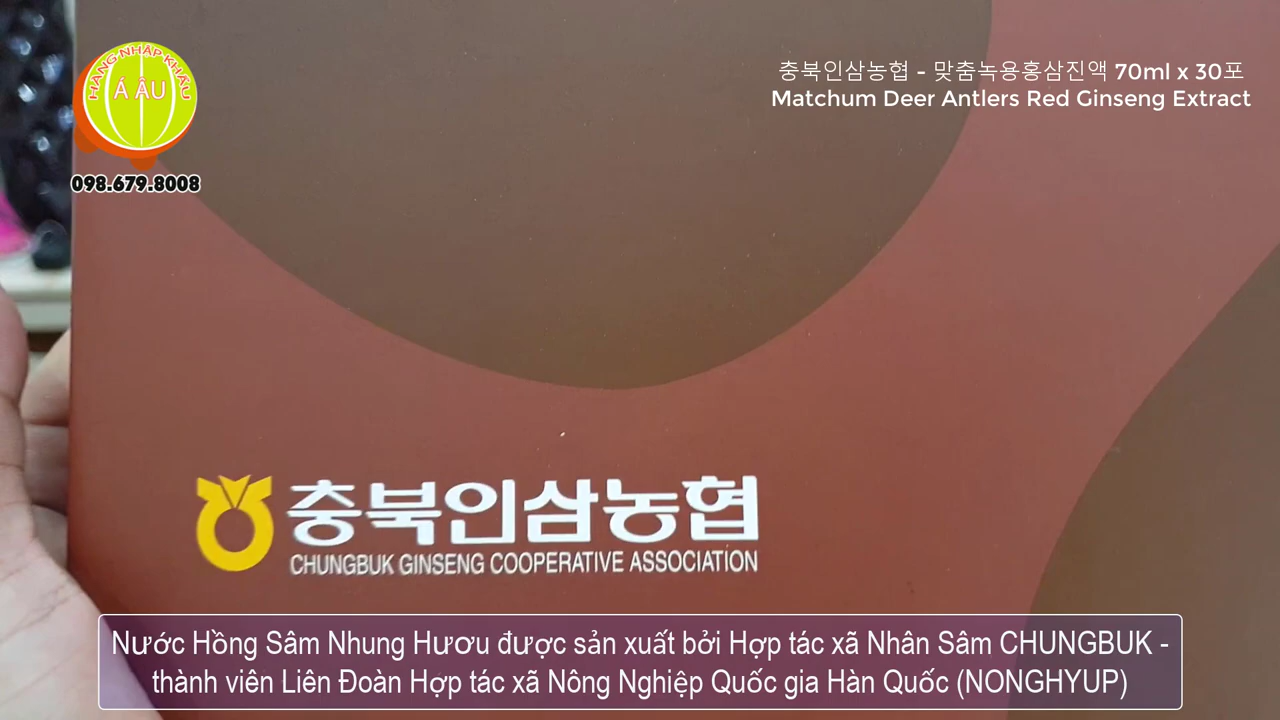 HÀNG NHẬP KHẨU
Á ÂU
098.679.8008
충북인삼농협 - 맞춤녹용홍삼진액 70ml x 30포
Matchum Deer Antlers Red Ginseng Extract
충북인삼농협
CHUNGBUK GINSENG COOPERATIVE ASSOCIATION
Nước Hồng Sâm Nhung Hươu được sản xuất bởi Hợp tác xã Nhân Sâm CHUNGBUK -
thành viên Liên Đoàn Hợp tác xã Nông Nghiệp Quốc gia Hàn Quốc (NONGHYUP)